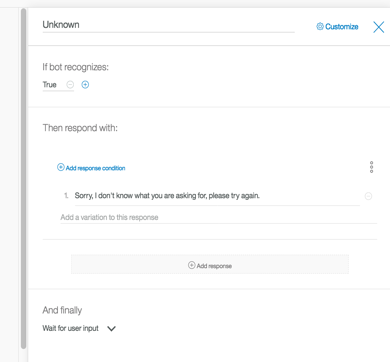 Unknown
Customize
If bot recognizes:
True
Then respond with:
Add response condition
1. Sorry, I don't know what you are asking for, please try again.
Add a variation to this response
Add response
And finally
Wait for user input